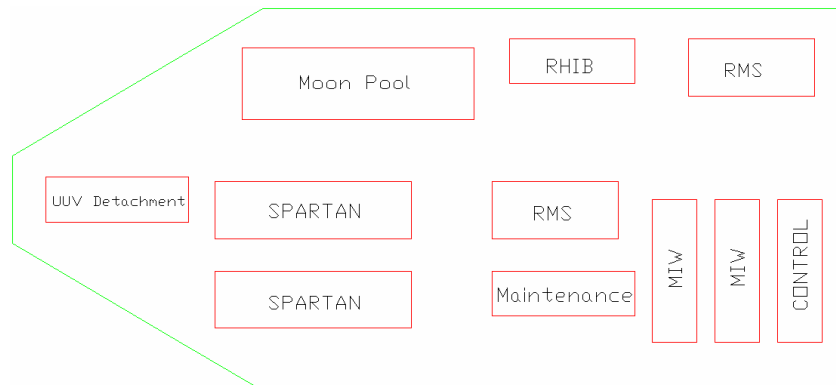 Moon Pool
RHIB
RMS
UUV Detachment
SPARTAN
RMS
SPARTAN
Maintenance
MIW
MIW
CONTROL